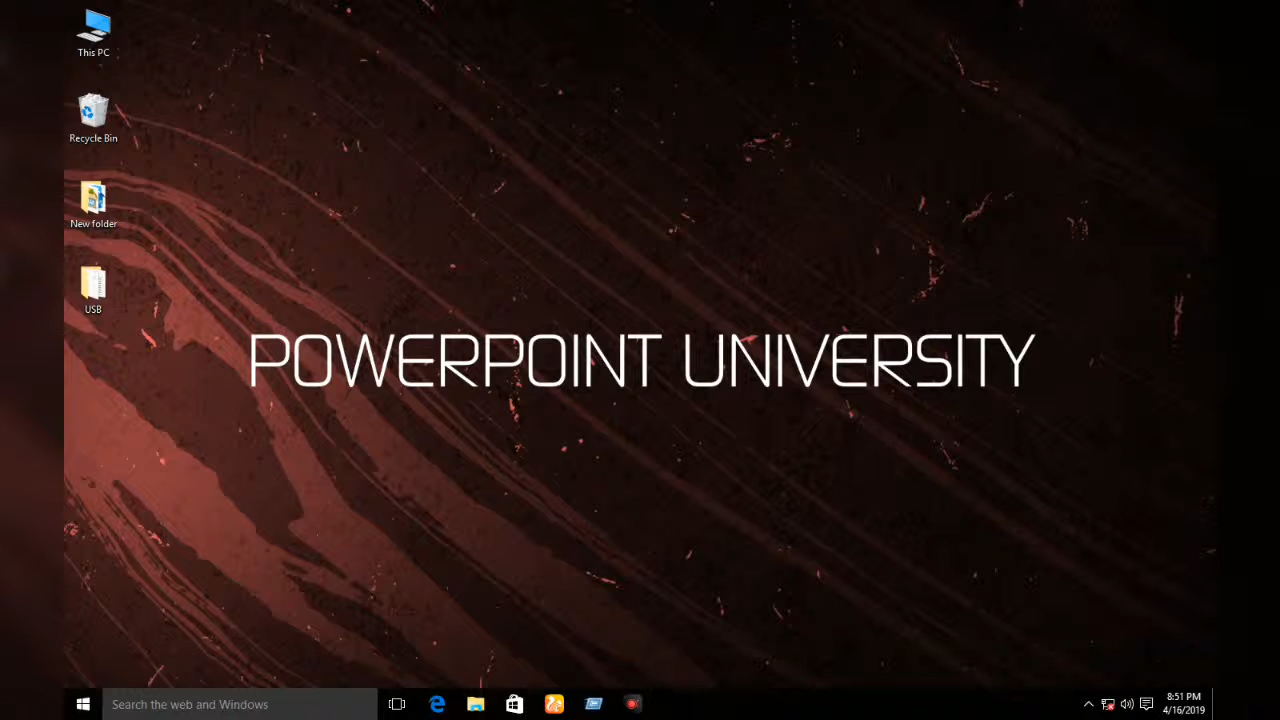 This PC
Recycle Bin
New folder
USB
POWERPOINT UNIVERSITY
Search the web and Windows
8:51 PM
4/16/2019